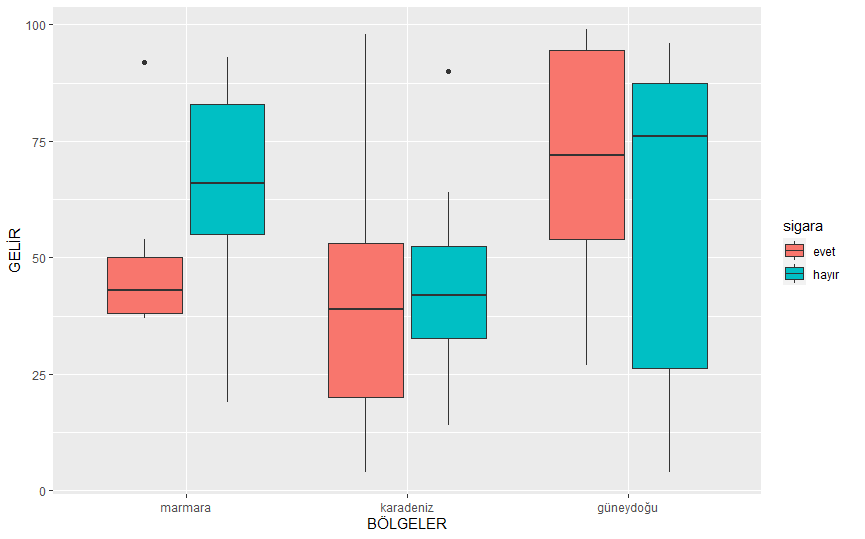 100
75
50
25
0
GELİR
marmara
karadeniz
güneydoğu
BÖLGELER
sigara
evet
hayır